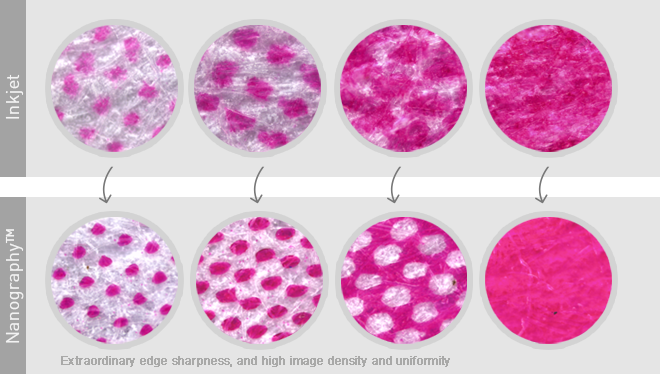 Inkjet
Nanography™
Extraordinary edge sharpness, and high image density and uniformity